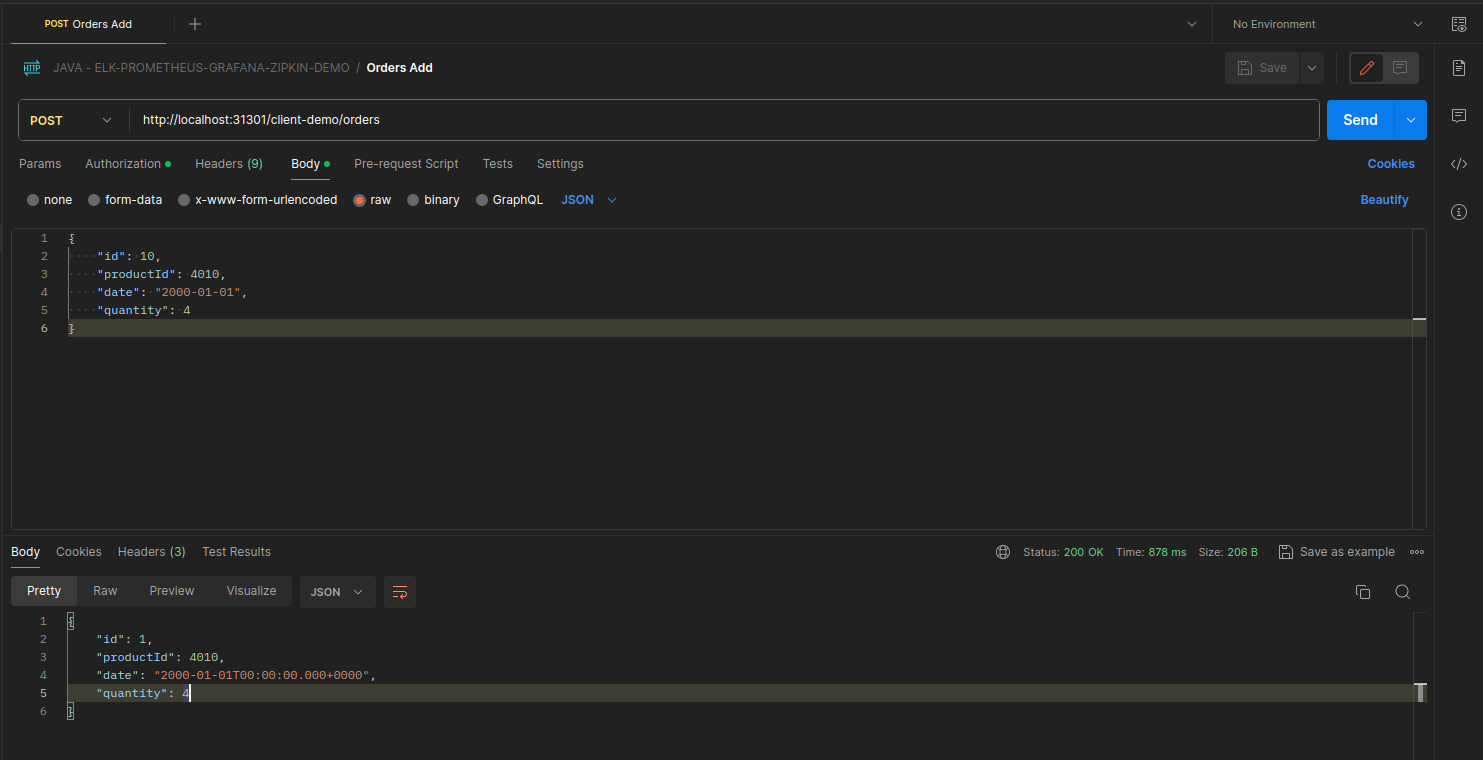 POST Orders Add
No Environment
HTTP JAVA - ELK-PROMETHEUS-GRAFANA-ZIPKIN-DEMO / Orders Add
Save
POST http://localhost:31301/client-demo/orders
Send
Params Authorization Headers (9) Body Pre-request Script Tests Settings
Cookies
none form-data x-www-form-urlencoded raw binary GraphQL JSON
Beautify
1 {
2 "id": 10,
3 "productId": 4010,
4 "date": "2000-01-01",
5 "quantity": 4
6 }
Body Cookies Headers (3) Test Results
Status: 200 OK Time: 878 ms Size: 206 B Save as example
Pretty Raw Preview Visualize JSON
1 {
2 "id": 1,
3 "productId": 4010,
4 "date": "2000-01-01T00:00:00.000+0000",
5 "quantity": 4
6 }